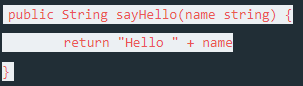 public String sayHello(name string) {
return "Hello " + name
}